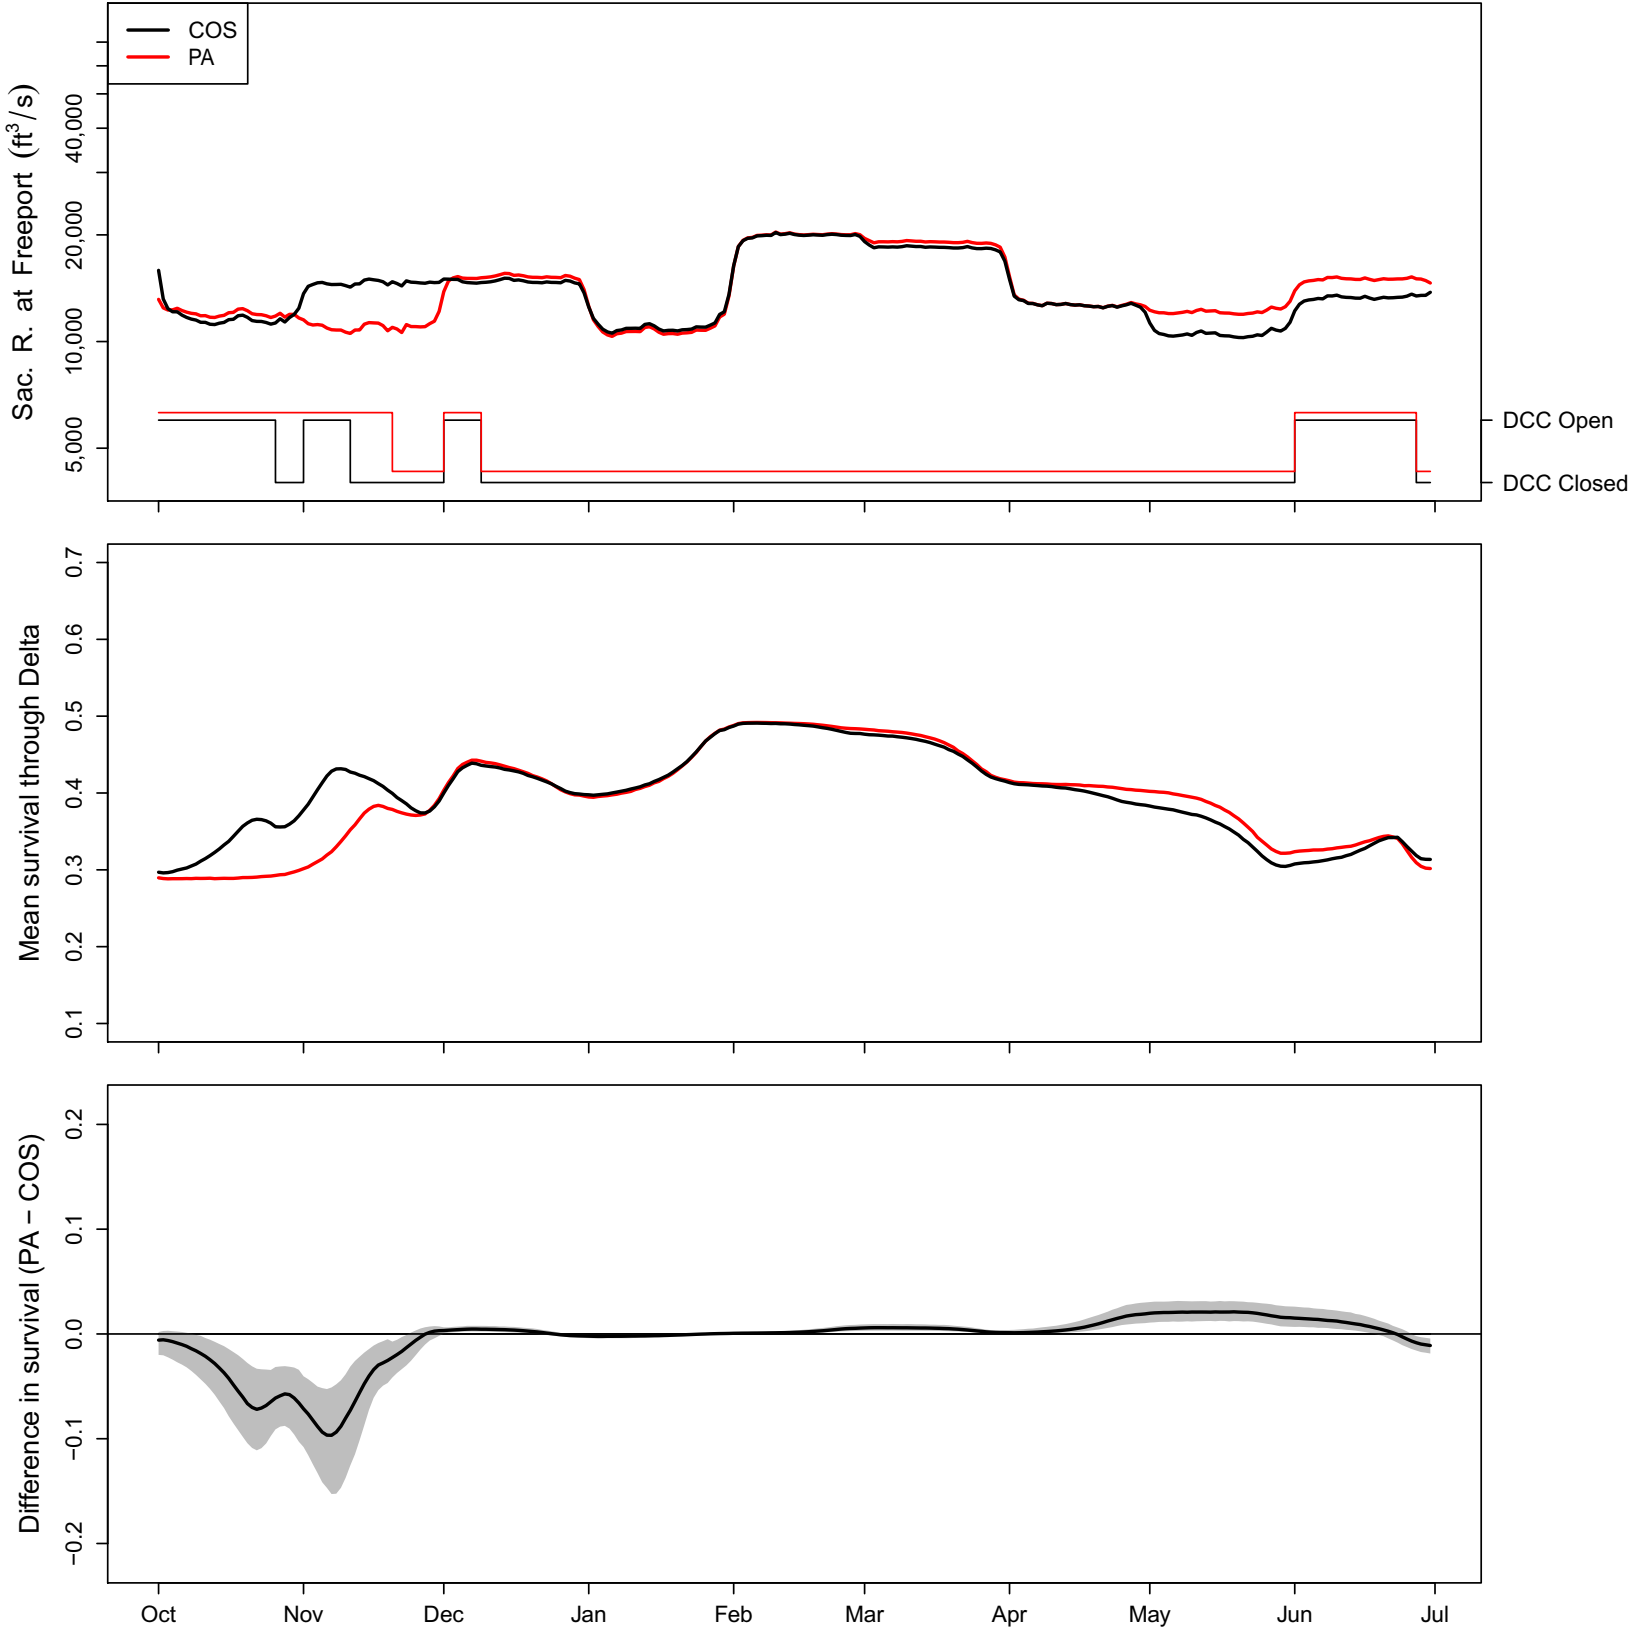 COS
PA
Sac. R. at Freeport (ft³/s)
40,000
20,000
10,000
5,000
DCC Open
DCC Closed
Mean survival through Delta
0.7
0.6
0.5
0.4
0.3
0.2
0.1
Difference in survival (PA − COS)
0.2
0.1
0.0
−0.1
−0.2
Oct Nov Dec Jan Feb Mar Apr May Jun Jul